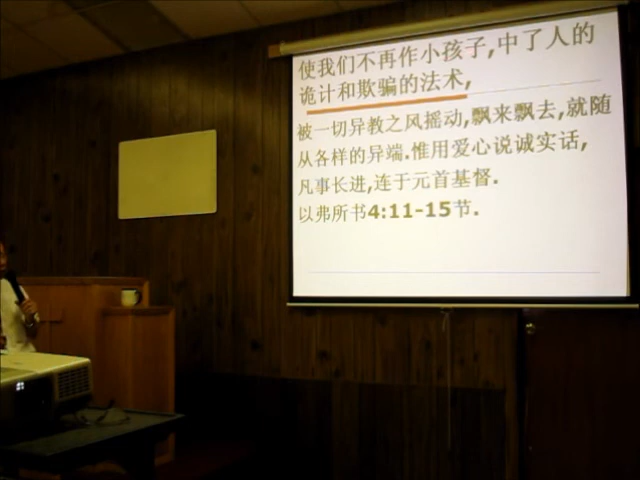 使我们不再作小孩子,中了人的
诡计和欺骗的法术,
被一切异教之风摇动,飘来飘去,就随
从各样的异端.惟用爱心说诚实话,
凡事长进,连于元首基督.
以弗所书4:11-15节.